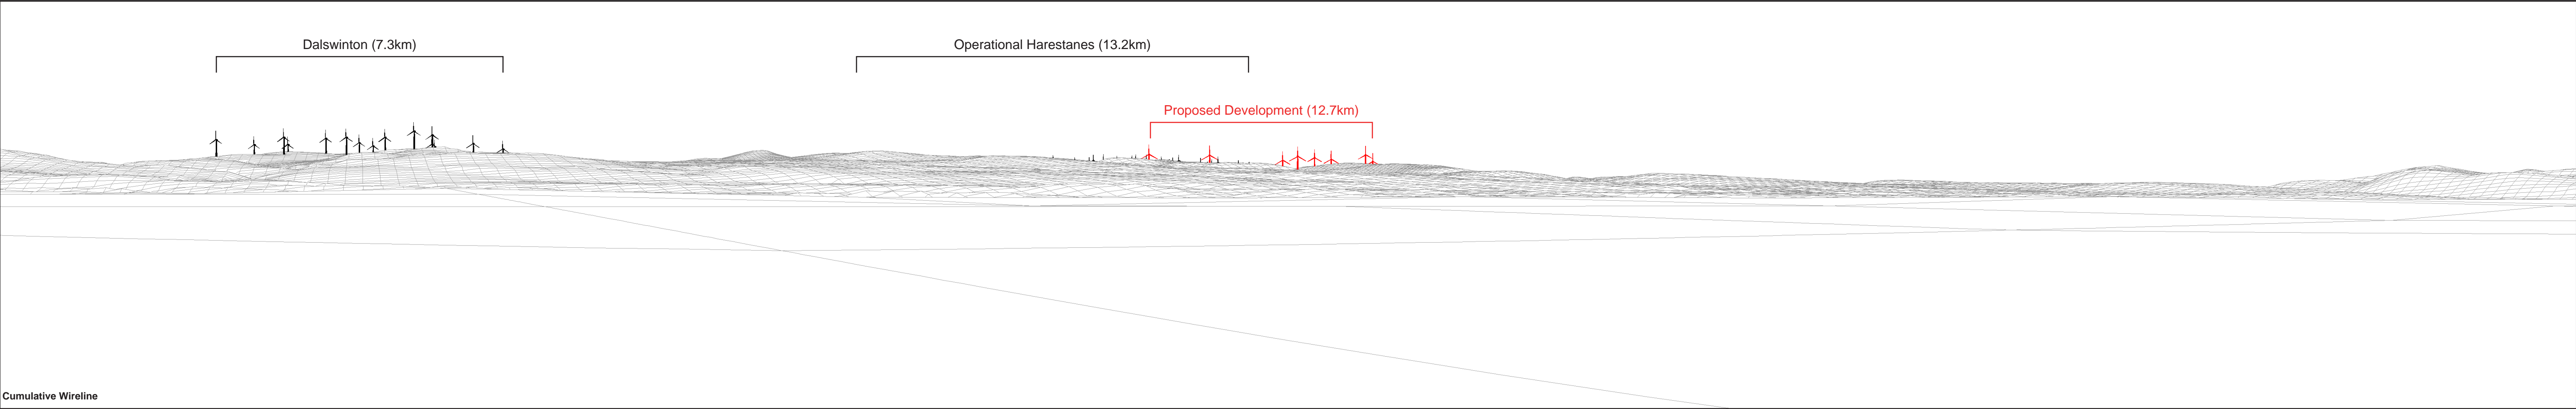 Dalswinton (7.3km)
Operational Harestanes (13.2km)
Proposed Development (12.7km)
Cumulative Wireline